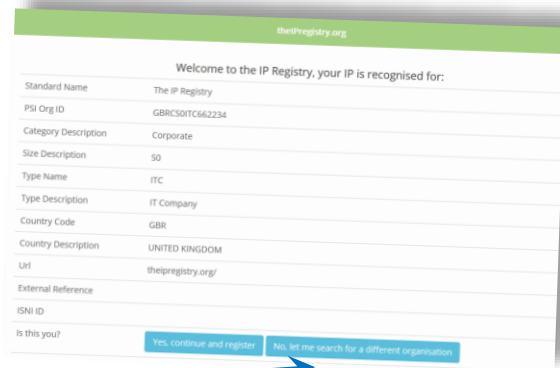 theIPregistry.org
Welcome to the IP Registry, your IP is recognised for:
Standard Name The IP Registry
PSI Org ID GBRCS0ITC662234
Category Description Corporate
Size Description S0
Type Name ITC
Type Description IT Company
Country Code GBR
Country Description UNITED KINGDOM
Url theipregistry.org/
External Reference
ISNI ID
Is this you? Yes, continue and register No, let me search for a different organisation